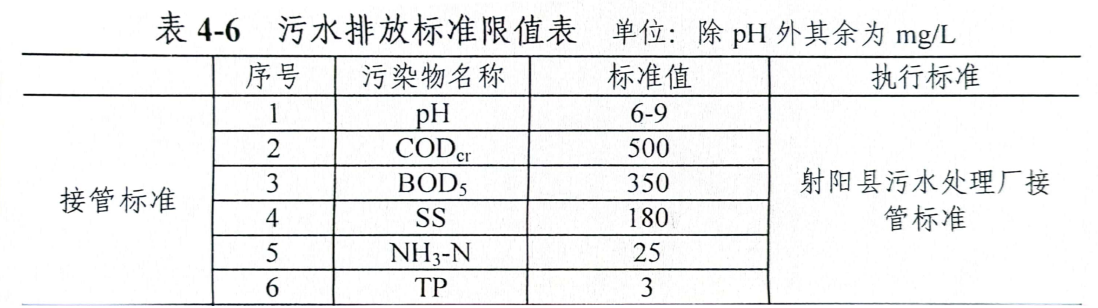 表 4-6 污水排放标准限值表 单位：除 pH 外其余为 mg/L
序号 污染物名称 标准值 执行标准
接管标准
1 pH 6-9
2 CODcr 500
3 BOD5 350
4 SS 180
5 NH3-N 25
6 TP 3
射阳县污水处理厂接
管标准